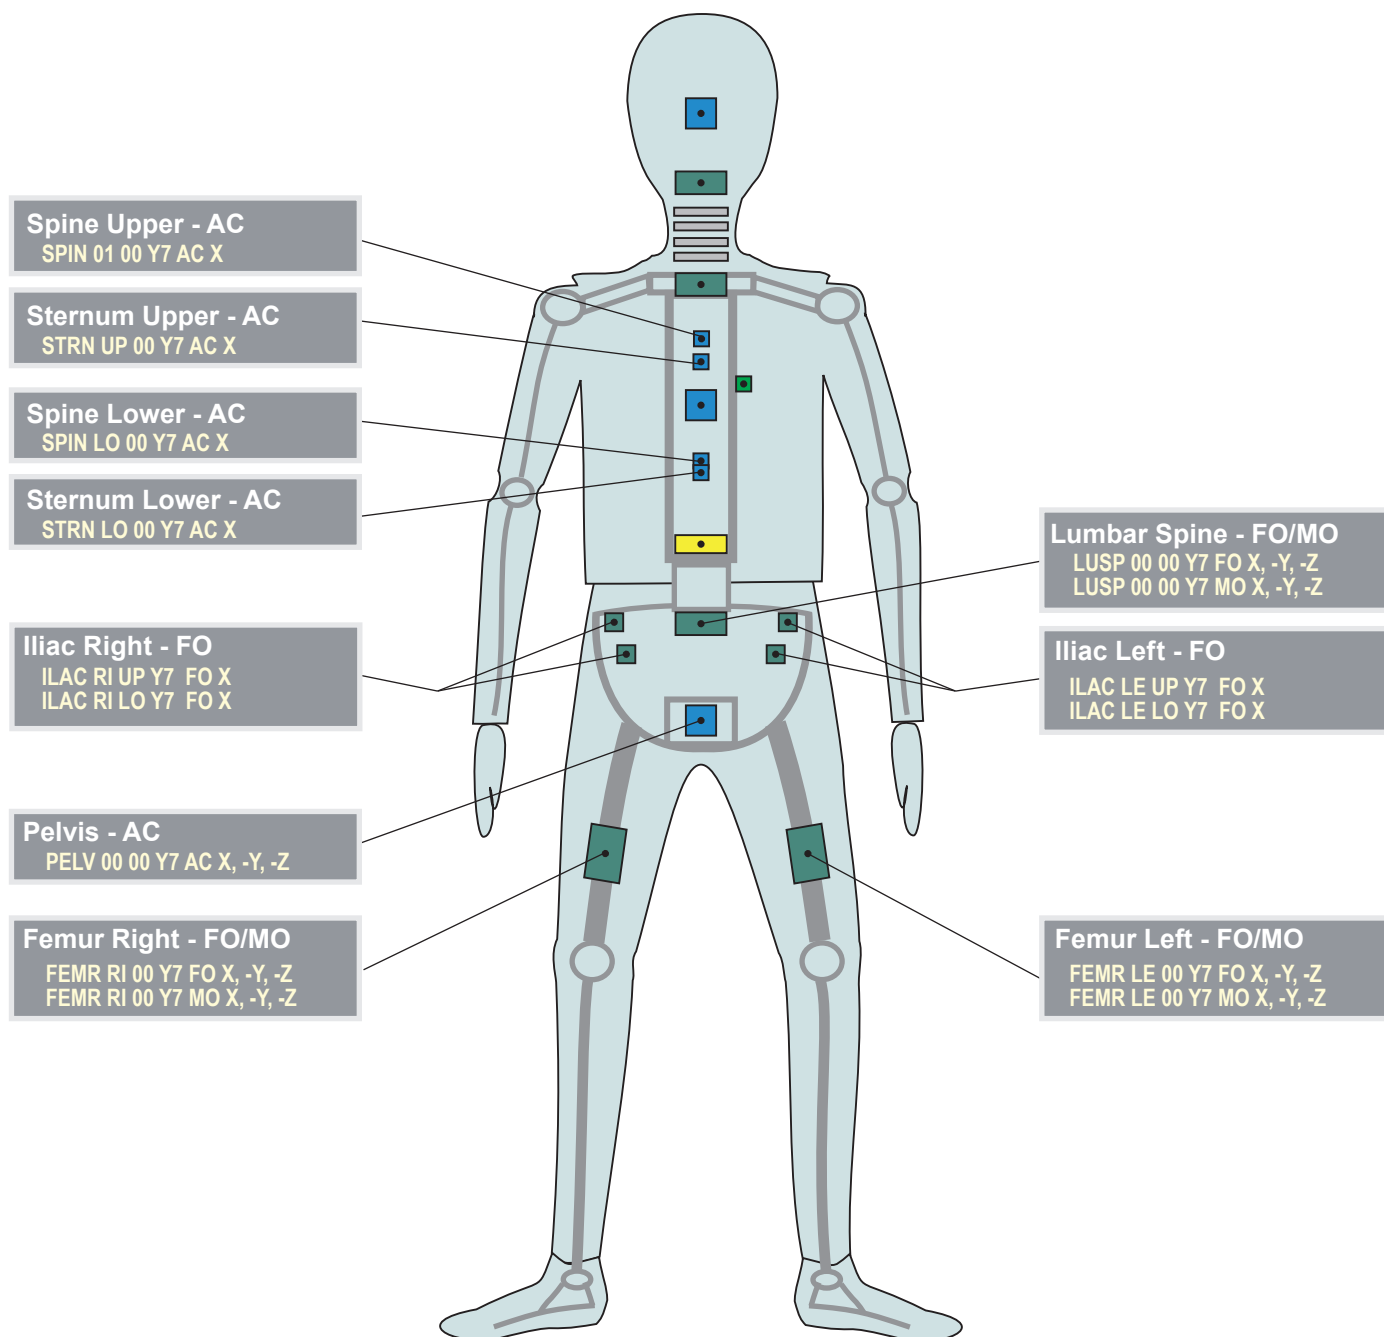 Spine Upper - AC
SPIN 01 00 Y7 AC X
Sternum Upper - AC
STRN UP 00 Y7 AC X
Spine Lower - AC
SPIN LO 00 Y7 AC X
Sternum Lower - AC
STRN LO 00 Y7 AC X
Lumbar Spine - FO/MO
LUSP 00 00 Y7 FO X, -Y, -Z
LUSP 00 00 Y7 MO X, -Y, -Z
Iliac Right - FO
ILAC RI UP Y7 FO X
ILAC RI LO Y7 FO X
Iliac Left - FO
ILAC LE UP Y7 FO X
ILAC LE LO Y7 FO X
Pelvis - AC
PELV 00 00 Y7 AC X, -Y, -Z
Femur Right - FO/MO
FEMR RI 00 Y7 FO X, -Y, -Z
FEMR RI 00 Y7 MO X, -Y, -Z
Femur Left - FO/MO
FEMR LE 00 Y7 FO X, -Y, -Z
FEMR LE 00 Y7 MO X, -Y, -Z